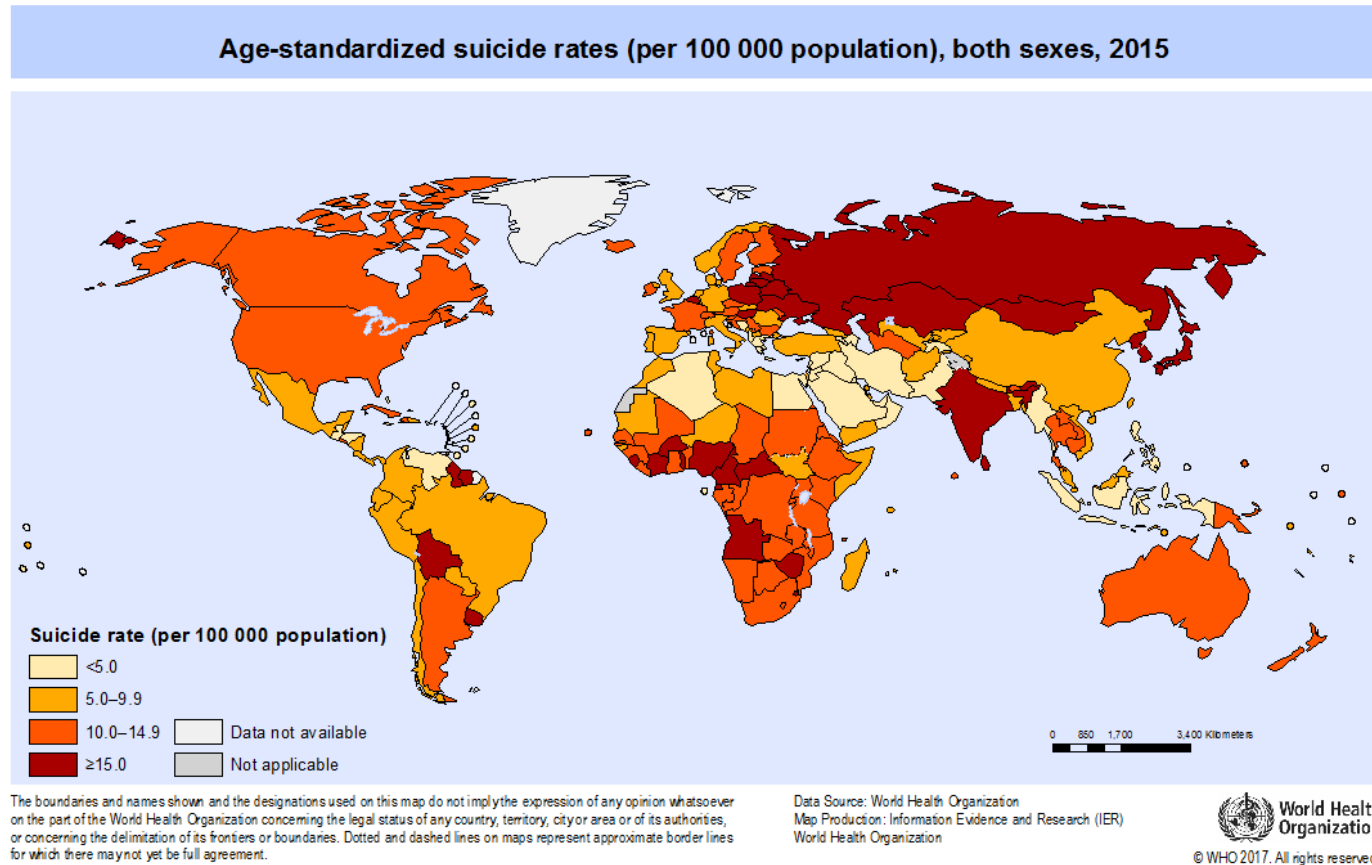 Age-standardized suicide rates (per 100 000 population), both sexes, 2015
Suicide rate (per 100 000 population)
<5.0
5.0–9.9
10.0–14.9
≥15.0
Data not available
Not applicable
0 850 1,700 3,400 Kilometers
The boundaries and names shown and the designations used on this map do not imply the expression of any opinion whatsoever
on the part of the World Health Organization concerning the legal status of any country, territory, city or area or of its authorities,
or concerning the delimitation of its frontiers or boundaries. Dotted and dashed lines on maps represent approximate border lines
for which there may not yet be full agreement.
Data Source: World Health Organization
Map Production: Information Evidence and Research (IER)
World Health Organization
World Healt
Organizatio
© WHO 2017. All rights reserve